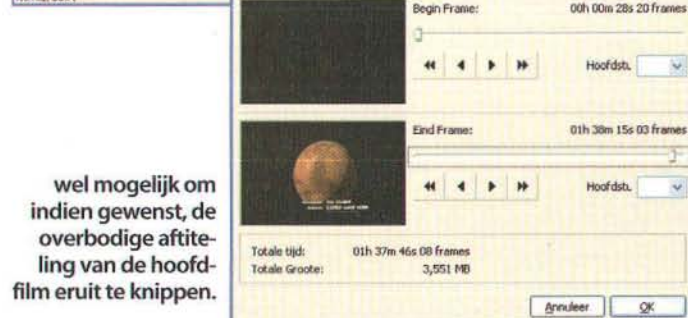 Begin Frame: 00h 00m 28s 20 frames
Hoofdstı.
Eind Frame: 01h 38m 15s 03 frames
Hoofdstı.
wel mogelijk om
indien gewenst, de
overbodige aftite-
ling van de hoofd-
film eruit te knippen.
Totale tijd: 01h 37m 46s 08 frames
Totale Groote: 3,551 MB
Annuleer OK